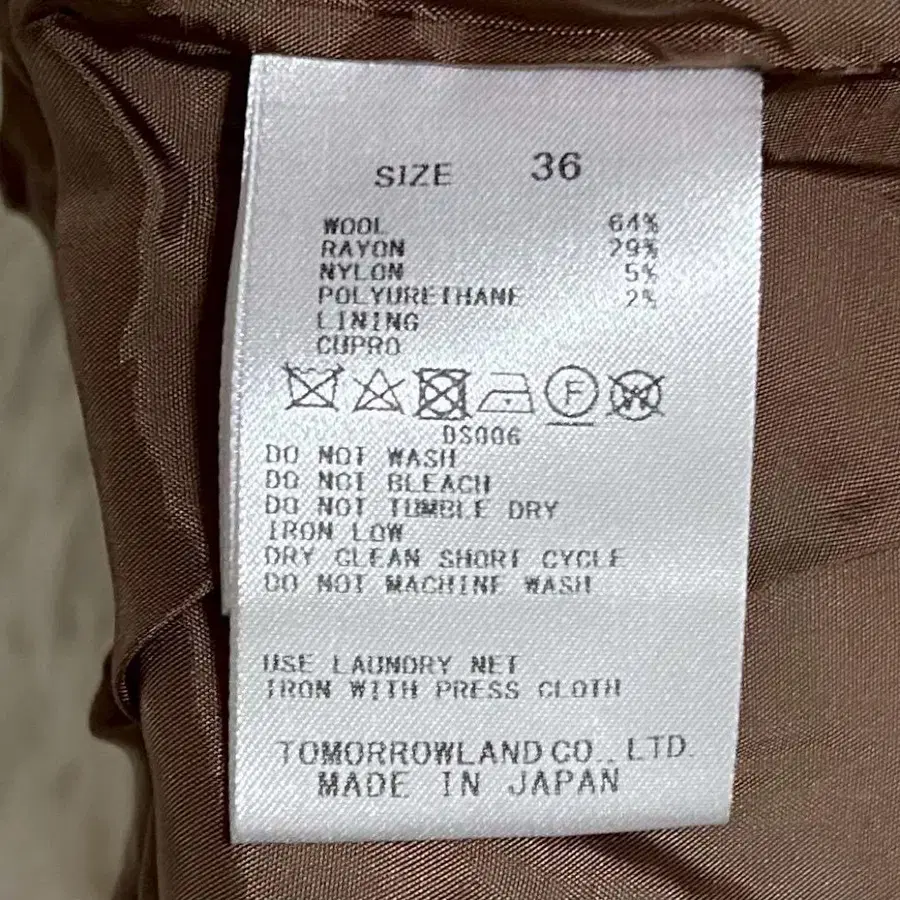 SIZE 36
WOOL 64%
RAYON 29%
NYLON 5%
POLYURETHANE 2%
LINING
CUPRO
F
W
DS006
DO NOT WASH
DO NOT BLEACH
DO NOT TUMBLE DRY
IRON LOW
DRY CLEAN SHORT CYCLE
DO NOT MACHINE WASH
USE LAUNDRY NET
IRON WITH PRESS CLOTH
TOMORROWLAND CO., LTD.
MADE IN JAPAN